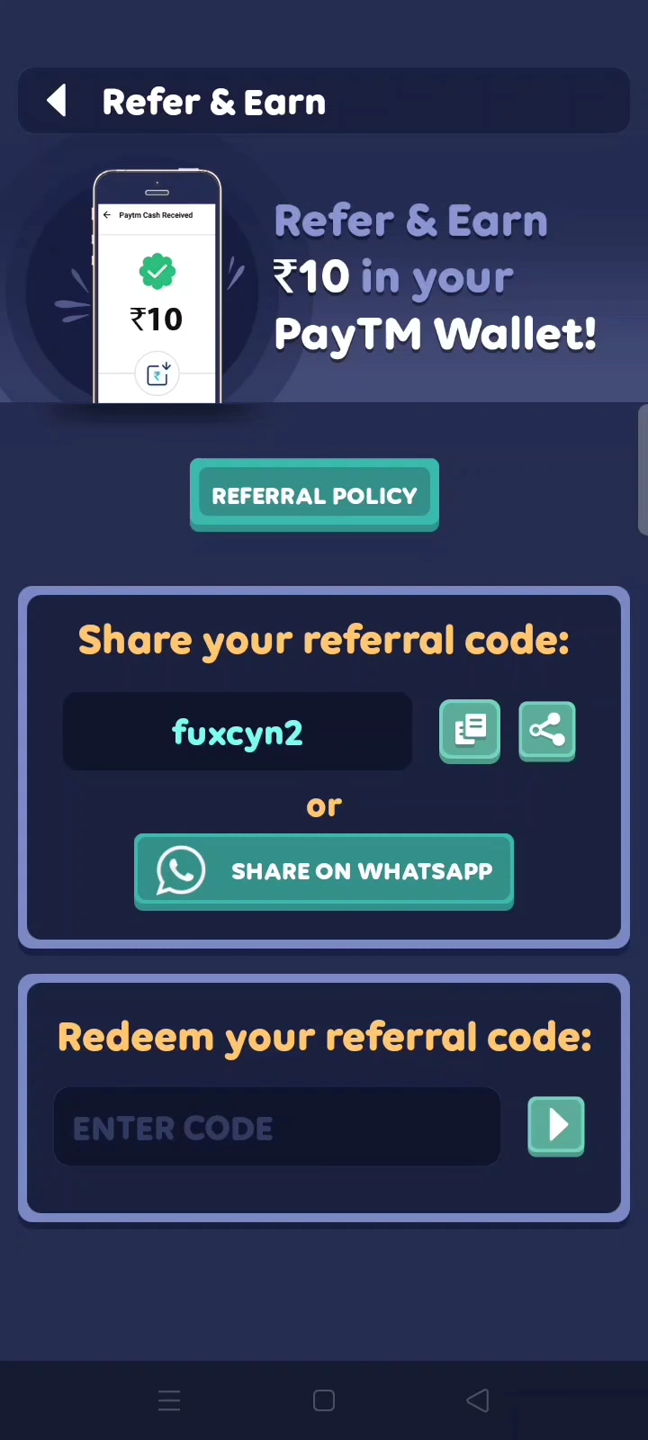 Refer & Earn
Paytm Cash Received
₹10
Refer & Earn
₹10 in your
PayTM Wallet!
REFERRAL POLICY
Share your referral code:
fuxcyn2
or
SHARE ON WHATSAPP
Redeem your referral code:
ENTER CODE